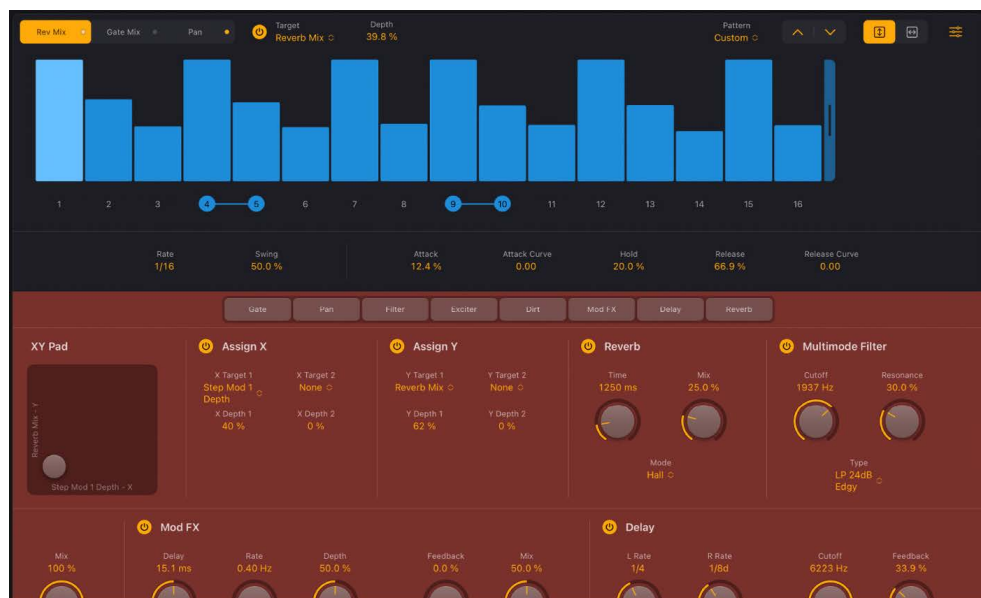 Rev Mix Gate Mix Pan
Target
Reverb Mix
Depth
39.8 %
Pattern
Custom
1 2 3 4 5 6 7 8 9 10 11 12 13 14 15 16
Rate
1/16
Swing
50.0 %
Attack
12.4 %
Attack Curve
0.00
Hold
20.0 %
Release
66.9 %
Release Curve
0.00
Gate Pan Filter Exciter Dirt Mod FX Delay Reverb
XY Pad
Reverb Mix - Y
Step Mod 1 Depth - X
Assign X
X Target 1
Step Mod 1
Depth
X Target 2
None
X Depth 1
40 %
X Depth 2
0 %
Assign Y
Y Target 1
Reverb Mix
Y Target 2
None
Y Depth 1
62 %
Y Depth 2
0 %
Reverb
Time
1250 ms
Mix
25.0 %
Mode
Hall
Multimode Filter
Cutoff
1937 Hz
Resonance
30.0 %
Type
LP 24dB
Edgy
Mix
100 %
Mod FX
Delay
15.1 ms
Rate
0.40 Hz
Depth
50.0 %
Feedback
0.0 %
Mix
50.0 %
Delay
L Rate
1/4
R Rate
1/8d
Cutoff
6223 Hz
Feedback
33.9 %